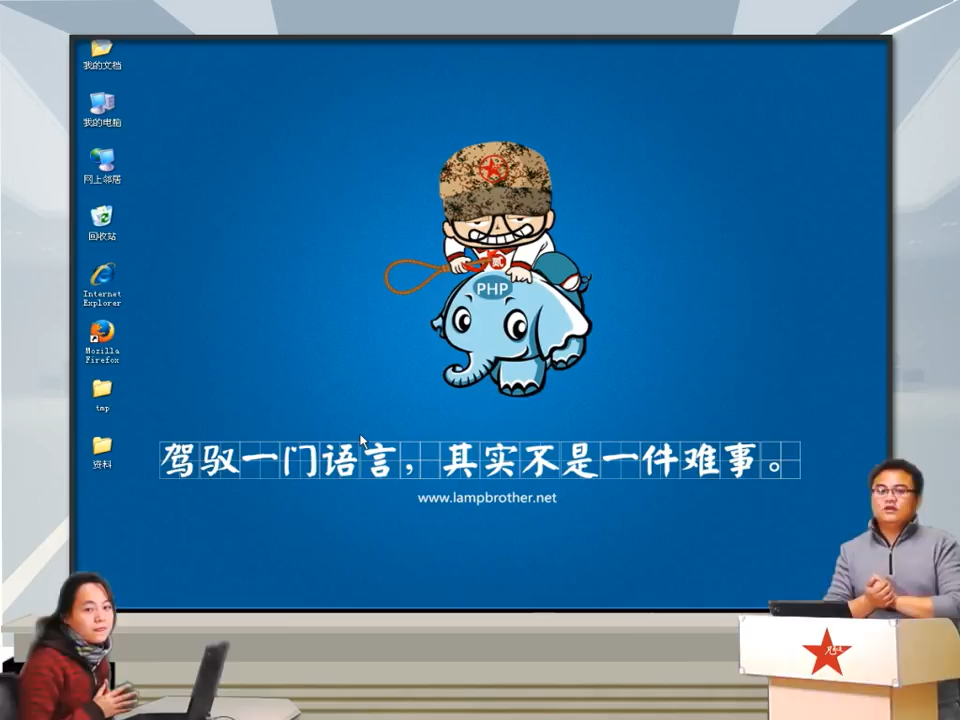 我的文档
我的电脑
网上邻居
回收站
Internet
Explorer
Mozilla
Firefox
tmp
资料
贰
PHP
驾驭一门语言，其实不是一件难事。
www.lampbrother.net